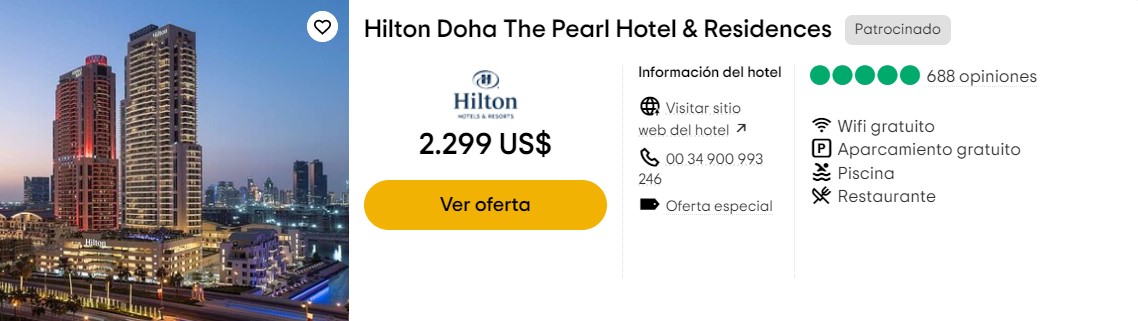 Hilton
Hilton
Hilton Doha The Pearl Hotel & Residences
Patrocinado
Hilton
HOTELS & RESORTS
2.299 US$
Ver oferta
Información del hotel
Visitar sitio
web del hotel
00 34 900 993
246
Oferta especial
688 opiniones
Wifi gratuito
P Aparcamiento gratuito
Piscina
Restaurante